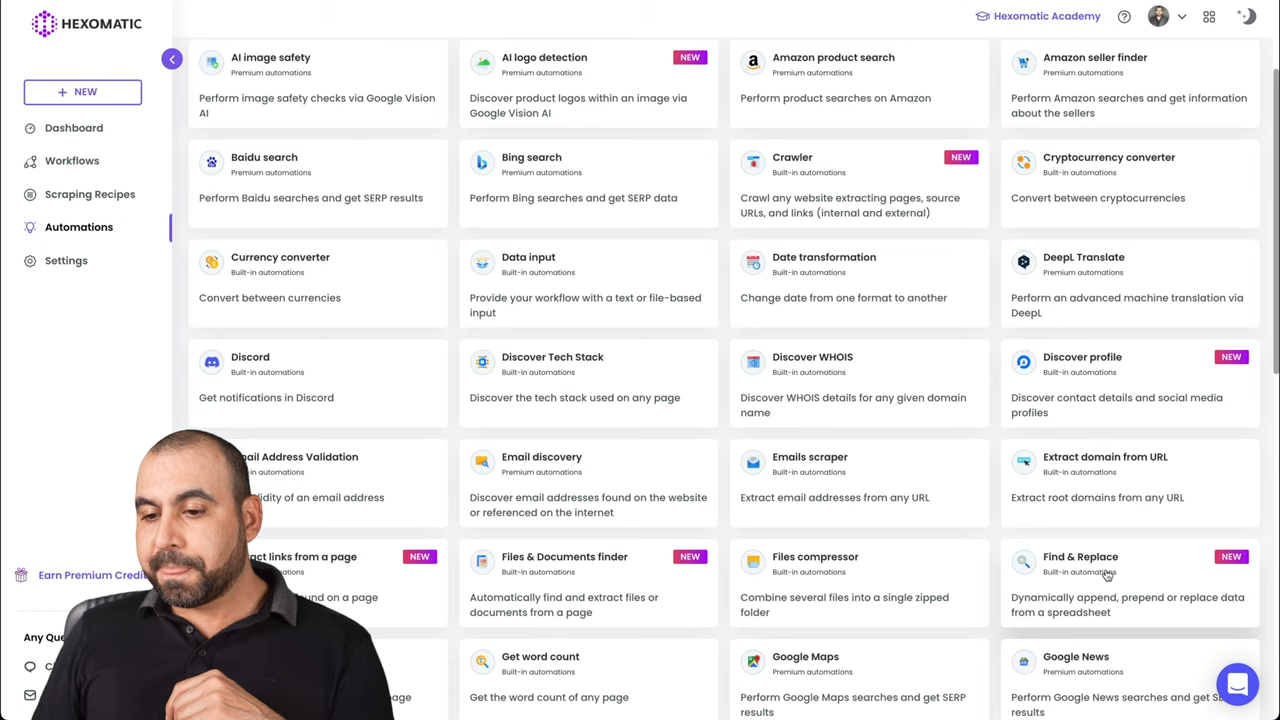 HEXOMATIC
Hexomatic Academy
+ NEW
Dashboard
Workflows
Scraping Recipes
Automations
Settings
Earn Premium Credi
Any Que
AI image safety
Premium automations
Perform image safety checks via Google Vision
AI
AI logo detection
Premium automations
NEW
Discover product logos within an image via
Google Vision AI
Amazon product search
Premium automations
Perform product searches on Amazon
Amazon seller finder
Premium automations
Perform Amazon searches and get information
about the sellers
Baidu search
Premium automations
Perform Baidu searches and get SERP results
Bing search
Premium automations
Perform Bing searches and get SERP data
Crawler
Built-in automations
NEW
Crawl any website extracting pages, source
URLs, and links (internal and external)
Cryptocurrency converter
Built-in automations
Convert between cryptocurrencies
Currency converter
Built-in automations
Convert between currencies
Data input
Built-in automations
Provide your workflow with a text or file-based
input
Date transformation
Built-in automations
Change date from one format to another
DeepL Translate
Premium automations
Perform an advanced machine translation via
DeepL
Discord
Built-in automations
Get notifications in Discord
Discover Tech Stack
Built-in automations
Discover the tech stack used on any page
Discover WHOIS
Built-in automations
Discover WHOIS details for any given domain
name
Discover profile
Built-in automations
NEW
Discover contact details and social media
profiles
ail Address Validation
automations
lidity of an email address
Email discovery
Premium automations
Discover email addresses found on the website
or referenced on the internet
Emails scraper
Built-in automations
Extract email addresses from any URL
Extract domain from URL
Built-in automations
Extract root domains from any URL
ract links from a page
automations
NEW
ound on a page
Files & Documents finder
Built-in automations
NEW
Automatically find and extract files or
documents from a page
Files compressor
Built-in automations
Combine several files into a single zipped
folder
Find & Replace
Built-in automations
NEW
Dynamically append, prepend or replace data
from a spreadsheet
page
Get word count
Built-in automations
Get the word count of any page
Google Maps
Premium automations
Perform Google Maps searches and get SERP
results
Google News
Premium automations
Perform Google News searches and get SE
results